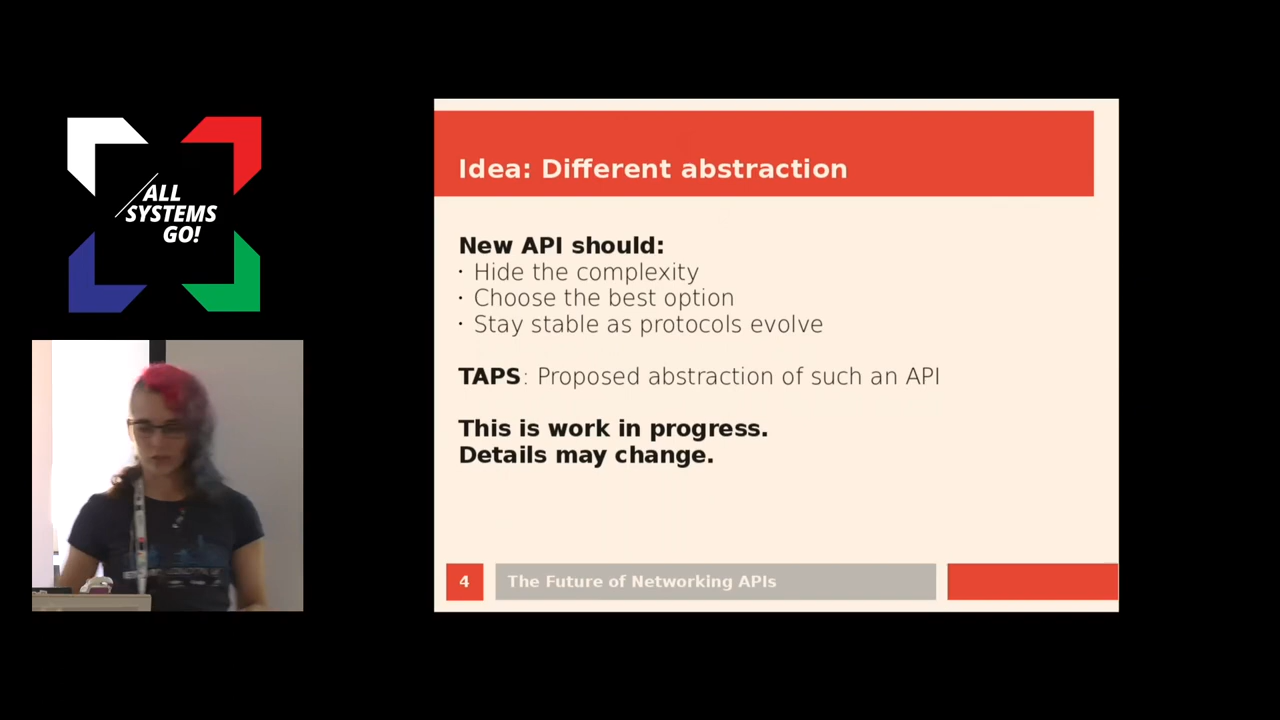 ALL
SYSTEMS
GO!
Idea: Different abstraction
New API should:
· Hide the complexity
· Choose the best option
· Stay stable as protocols evolve
TAPS: Proposed abstraction of such an API
This is work in progress.
Details may change.
4
The Future of Networking APIs